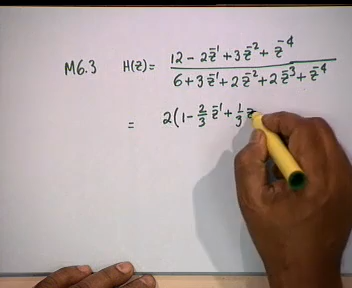 M6.3 H(z) = 12 - 2z⁻¹ + 3z⁻² + z⁻⁴
6 + 3z⁻¹ + 2z⁻² + 2z⁻³ + z⁻⁴
= 2(1 - 2/3 z⁻¹ + 1/3 z